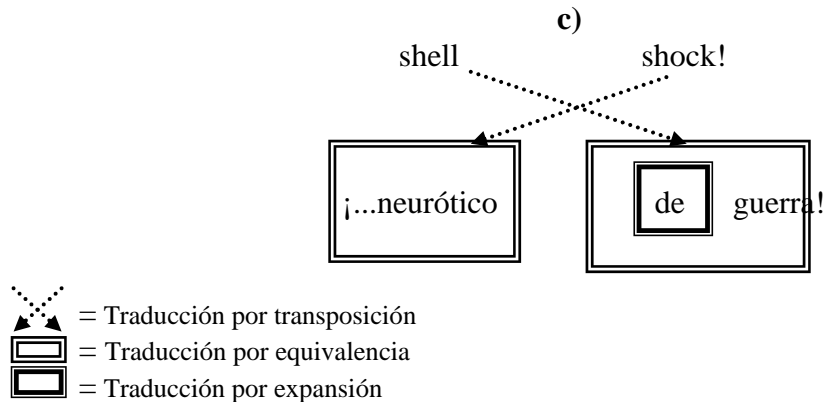 c)
shell shock!
¡...neurótico de guerra!
= Traducción por transposición
= Traducción por equivalencia
= Traducción por expansión